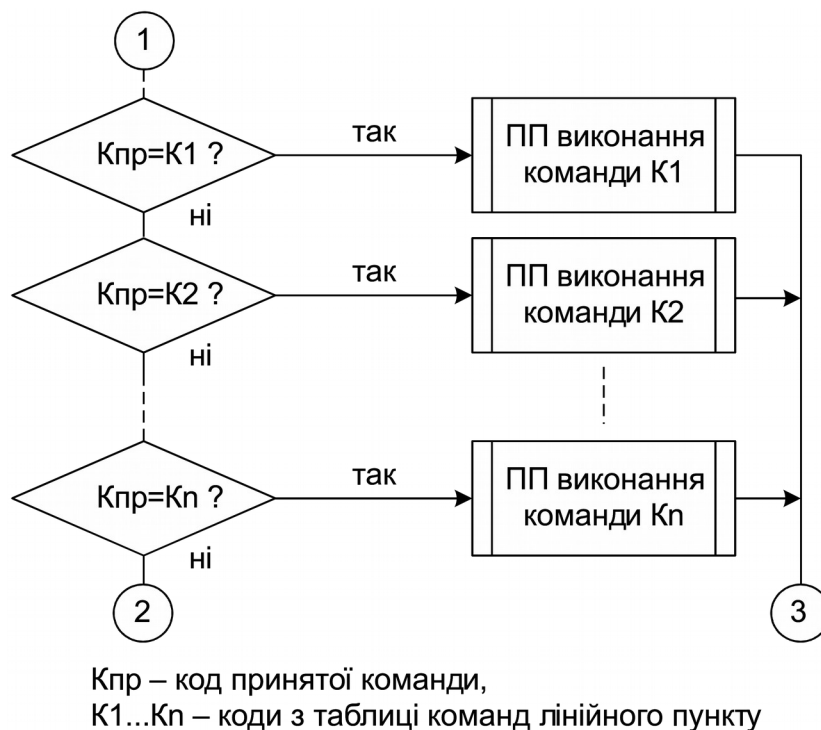 1
Кпр=К1 ?
так
ПП виконання
команди К1
ні
Кпр=К2 ?
так
ПП виконання
команди К2
ні
Кпр=Кn ?
так
ПП виконання
команди Кn
ні
2
3
Кпр – код принятої команди,
К1...Кn – коди з таблиці команд лінійного пункту